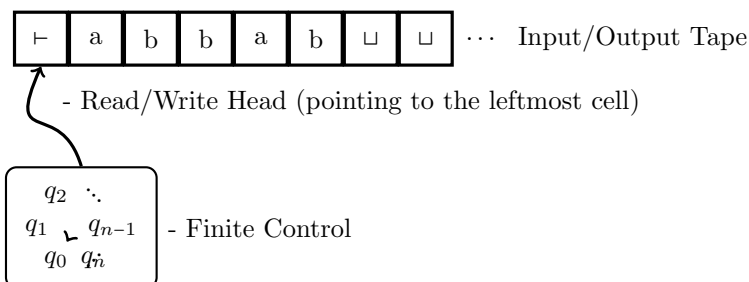 ⊢ a b b a b ⊔ ⊔ ⋯ Input/Output Tape
- Read/Write Head (pointing to the leftmost cell)
q₂ ⋱
q₁ qₙ₋₁ - Finite Control
q₀ qₙ